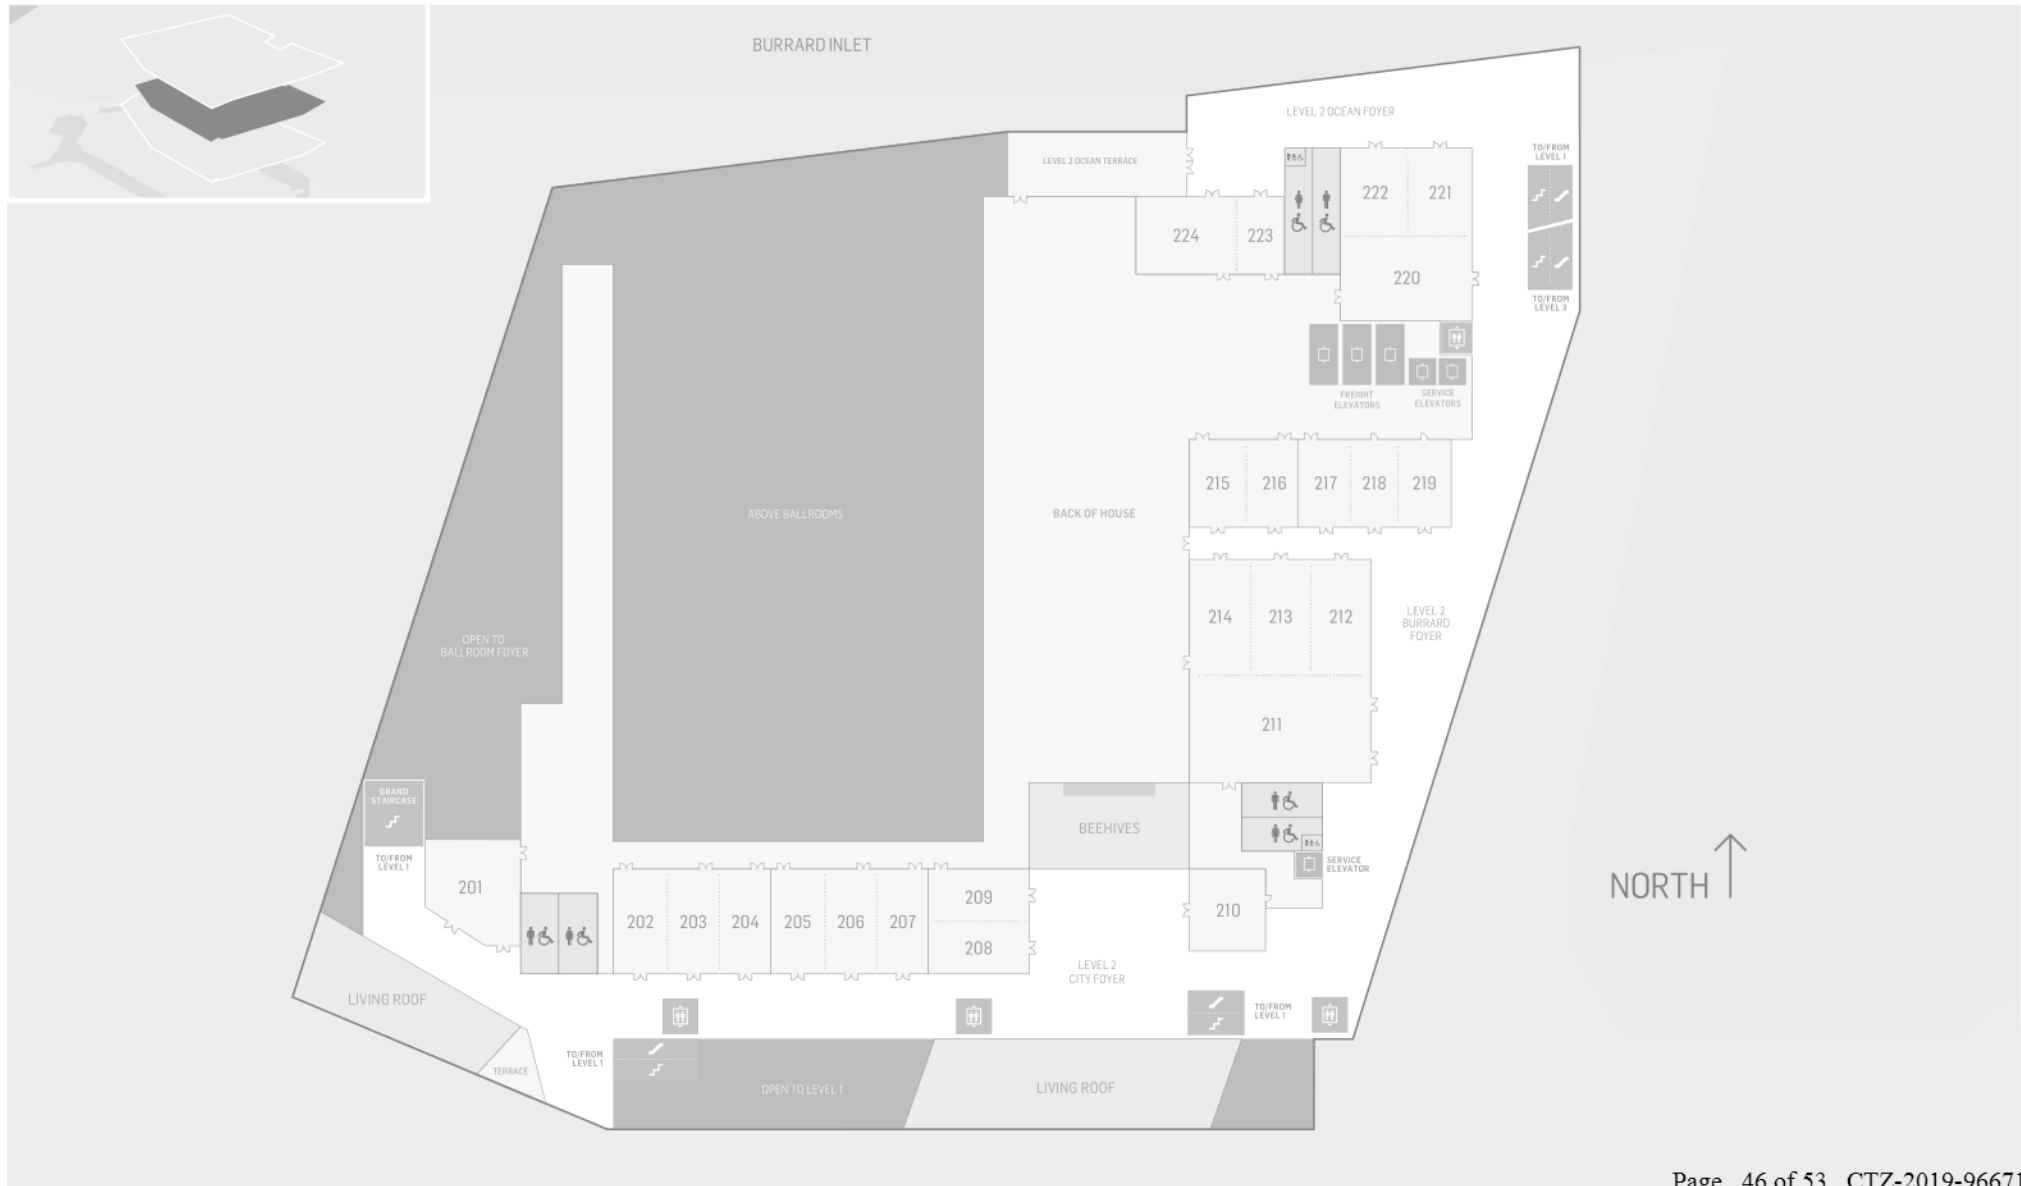 BURRARD INLET
LEVEL 2 OCEAN FOYER
LEVEL 2 OCEAN TERRACE
TO/FROM
LEVEL 1
222
221
224
223
220
TO/FROM
LEVEL 3
FREIGHT
ELEVATORS
SERVICE
ELEVATORS
215
216
217
218
219
ABOVE BALLROOMS
BACK OF HOUSE
214
213
212
LEVEL 2
BURRARD
FOYER
OPEN TO
BALLROOM FOYER
211
GRAND
STAIRCASE
BEEHIVES
TO/FROM
LEVEL 1
SERVICE
ELEVATOR
201
202
203
204
205
206
207
209
208
210
NORTH
LEVEL 2
CITY FOYER
LIVING ROOF
TO/FROM
LEVEL 1
TO/FROM
LEVEL 1
TERRACE
OPEN TO LEVEL 1
LIVING ROOF
Page 46 of 53 CTZ-2019-96671